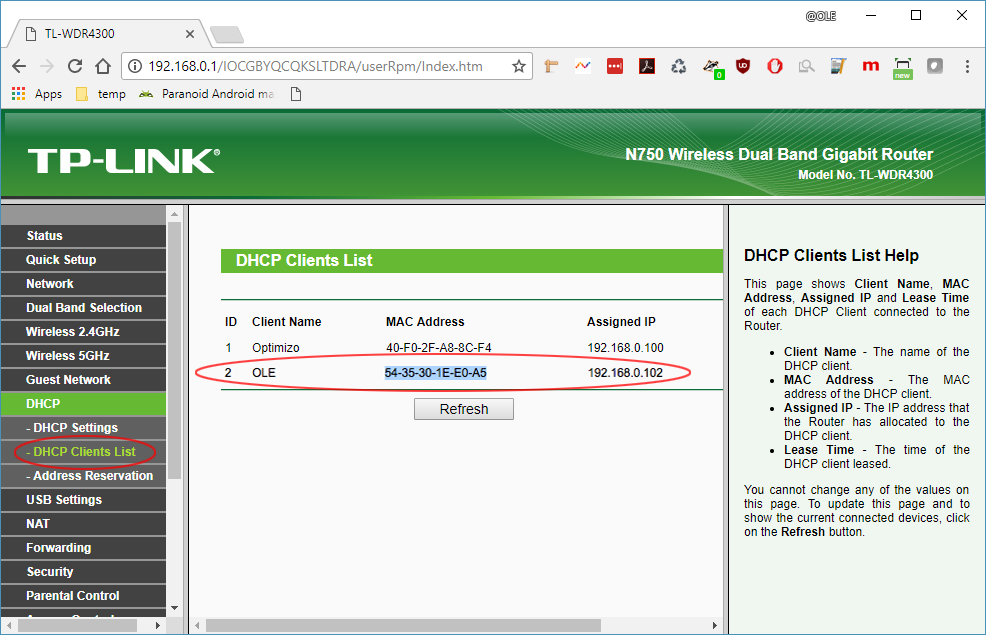 @OLE
TL-WDR4300
192.168.0.1/IOCGBYQCQKSLTDRA/userRpm/Index.htm
0
new
Apps
temp
Paranoid Android ma
TP-LINK®
N750 Wireless Dual Band Gigabit Router
Model No. TL-WDR4300
Status
Quick Setup
Network
Dual Band Selection
Wireless 2.4GHz
Wireless 5GHz
Guest Network
DHCP
- DHCP Settings
- DHCP Clients List
- Address Reservation
USB Settings
NAT
Forwarding
Security
Parental Control
DHCP Clients List
ID Client Name MAC Address Assigned IP
1 Optimizo 40-F0-2F-A8-8C-F4 192.168.0.100
2 OLE 54-35-30-1E-E0-A5 192.168.0.102
Refresh
DHCP Clients List Help
This page shows Client Name, MAC
Address, Assigned IP and Lease Time
of each DHCP Client connected to the
Router.
• Client Name - The name of the
DHCP client.
• MAC Address - The MAC
address of the DHCP client.
• Assigned IP - The IP address that
the Router has allocated to the
DHCP client.
• Lease Time - The time of the
DHCP client leased.
You cannot change any of the values on
this page. To update this page and to
show the current connected devices, click
on the Refresh button.